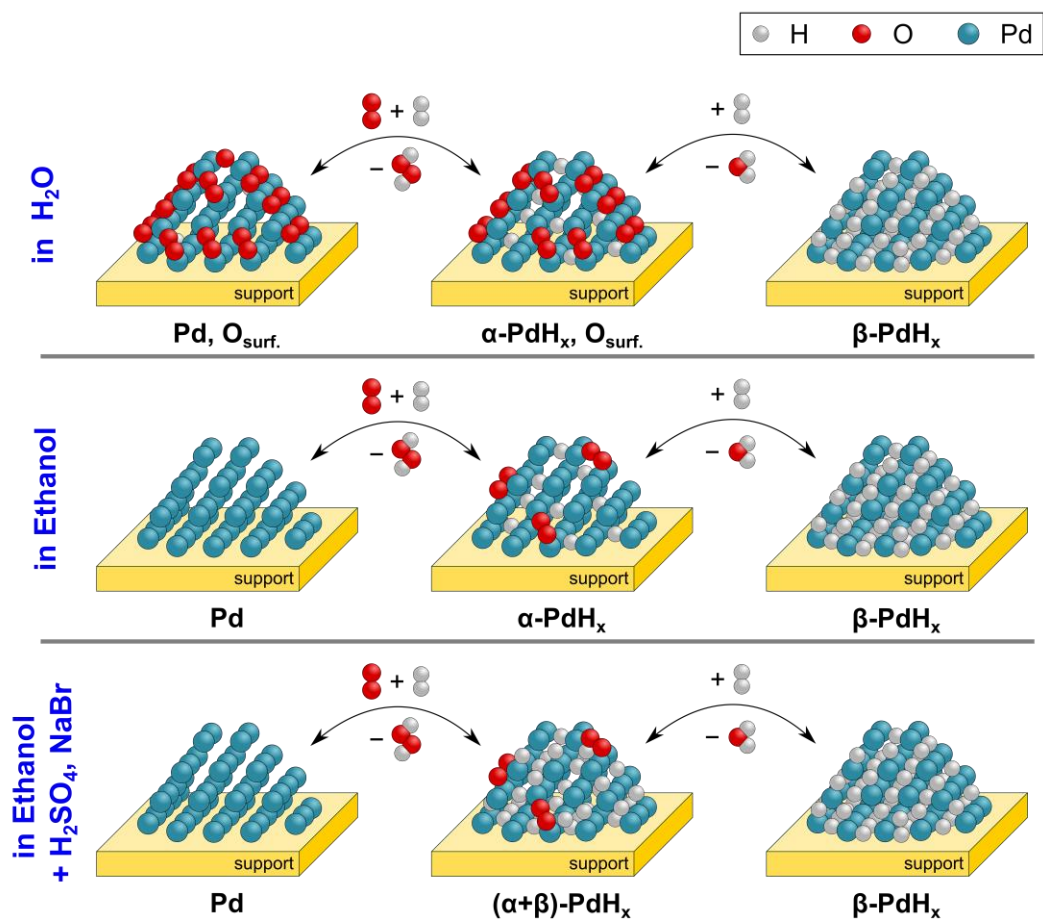 H O Pd
in H₂O
+ +
− −
support support support
Pd, Osurf. α-PdHₓ, Osurf. β-PdHₓ
in Ethanol
+ +
− −
support support support
Pd α-PdHₓ β-PdHₓ
in Ethanol
+ H₂SO₄, NaBr
+ +
− −
support support support
Pd (α+β)-PdHₓ β-PdHₓ